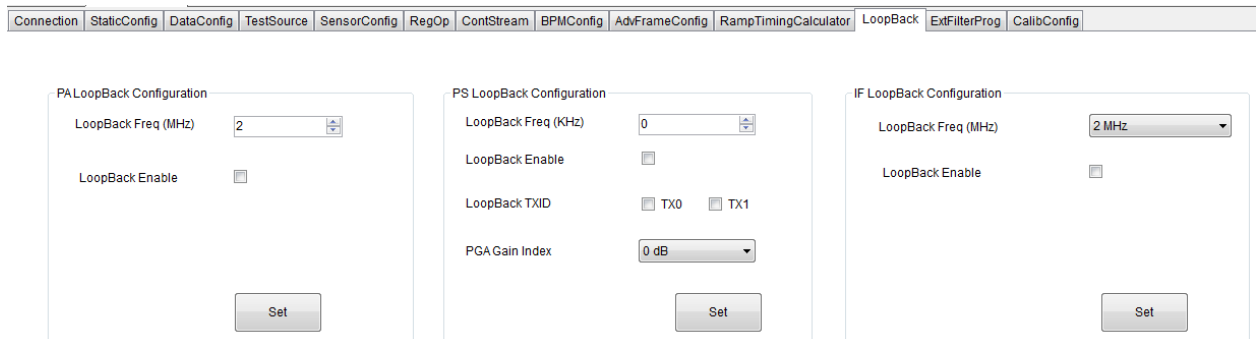 Connection StaticConfig DataConfig TestSource SensorConfig RegOp ContStream BPMConfig AdvFrameConfig RampTimingCalculator LoopBack ExtFilterProg CalibConfig
PA LoopBack Configuration
LoopBack Freq (MHz) 2
LoopBack Enable
Set
PS LoopBack Configuration
LoopBack Freq (KHz) 0
LoopBack Enable
LoopBack TXID TX0 TX1
PGA Gain Index 0 dB
Set
IF LoopBack Configuration
LoopBack Freq (MHz) 2 MHz
LoopBack Enable
Set